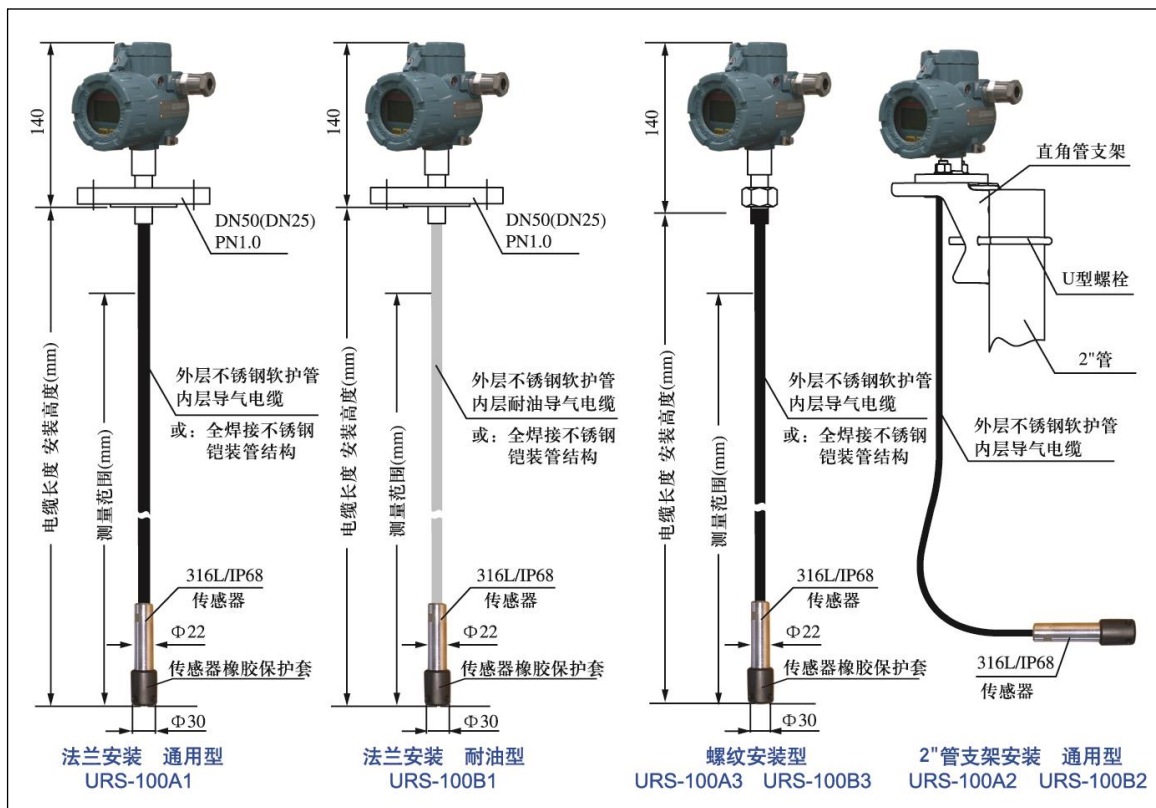 140
DN50(DN25)
PN1.0
电缆长度 安装高度(mm)
测量范围(mm)
外层不锈钢软护管
内层导气电缆
或：全焊接不锈钢
铠装管结构
316L/IP68
传感器
Φ22
传感器橡胶保护套
Φ30
法兰安装 通用型
URS-100A1
140
DN50(DN25)
PN1.0
电缆长度 安装高度(mm)
测量范围(mm)
外层不锈钢软护管
内层耐油导气电缆
或：全焊接不锈钢
铠装管结构
316L/IP68
传感器
Φ22
传感器橡胶保护套
Φ30
法兰安装 耐油型
URS-100B1
140
电缆长度 安装高度(mm)
测量范围(mm)
外层不锈钢软护管
内层导气电缆
或：全焊接不锈钢
铠装管结构
316L/IP68
传感器
Φ22
传感器橡胶保护套
Φ30
螺纹安装型
URS-100A3 URS-100B3
直角管支架
U型螺栓
2"管
外层不锈钢软护管
内层导气电缆
316L/IP68
传感器
2"管支架安装 通用型
URS-100A2 URS-100B2